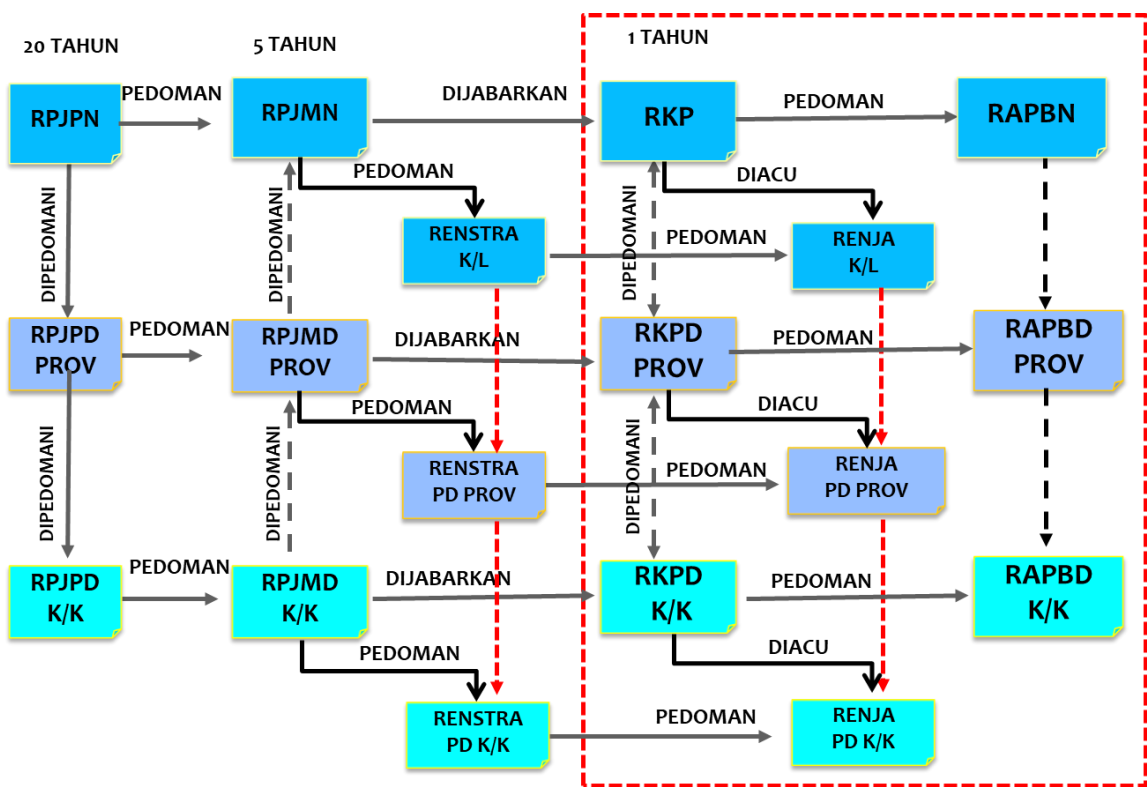 20 TAHUN
5 TAHUN
1 TAHUN
RPJPN
PEDOMAN
RPJMN
DIJABARKAN
RKP
PEDOMAN
RAPBN
DIPEDOMANI
DIPEDOMANI
PEDOMAN
RENSTRA
K/L
PEDOMAN
DIPEDOMANI
DIACU
RENJA
K/L
RPJPD
PROV
PEDOMAN
RPJMD
PROV
DIJABARKAN
RKPD
PROV
PEDOMAN
RAPBD
PROV
DIPEDOMANI
DIPEDOMANI
PEDOMAN
RENSTRA
PD PROV
PEDOMAN
DIPEDOMANI
DIACU
RENJA
PD PROV
RPJPD
K/K
PEDOMAN
RPJMD
K/K
DIJABARKAN
RKPD
K/K
PEDOMAN
RAPBD
K/K
PEDOMAN
RENSTRA
PD K/K
PEDOMAN
DIACU
RENJA
PD K/K